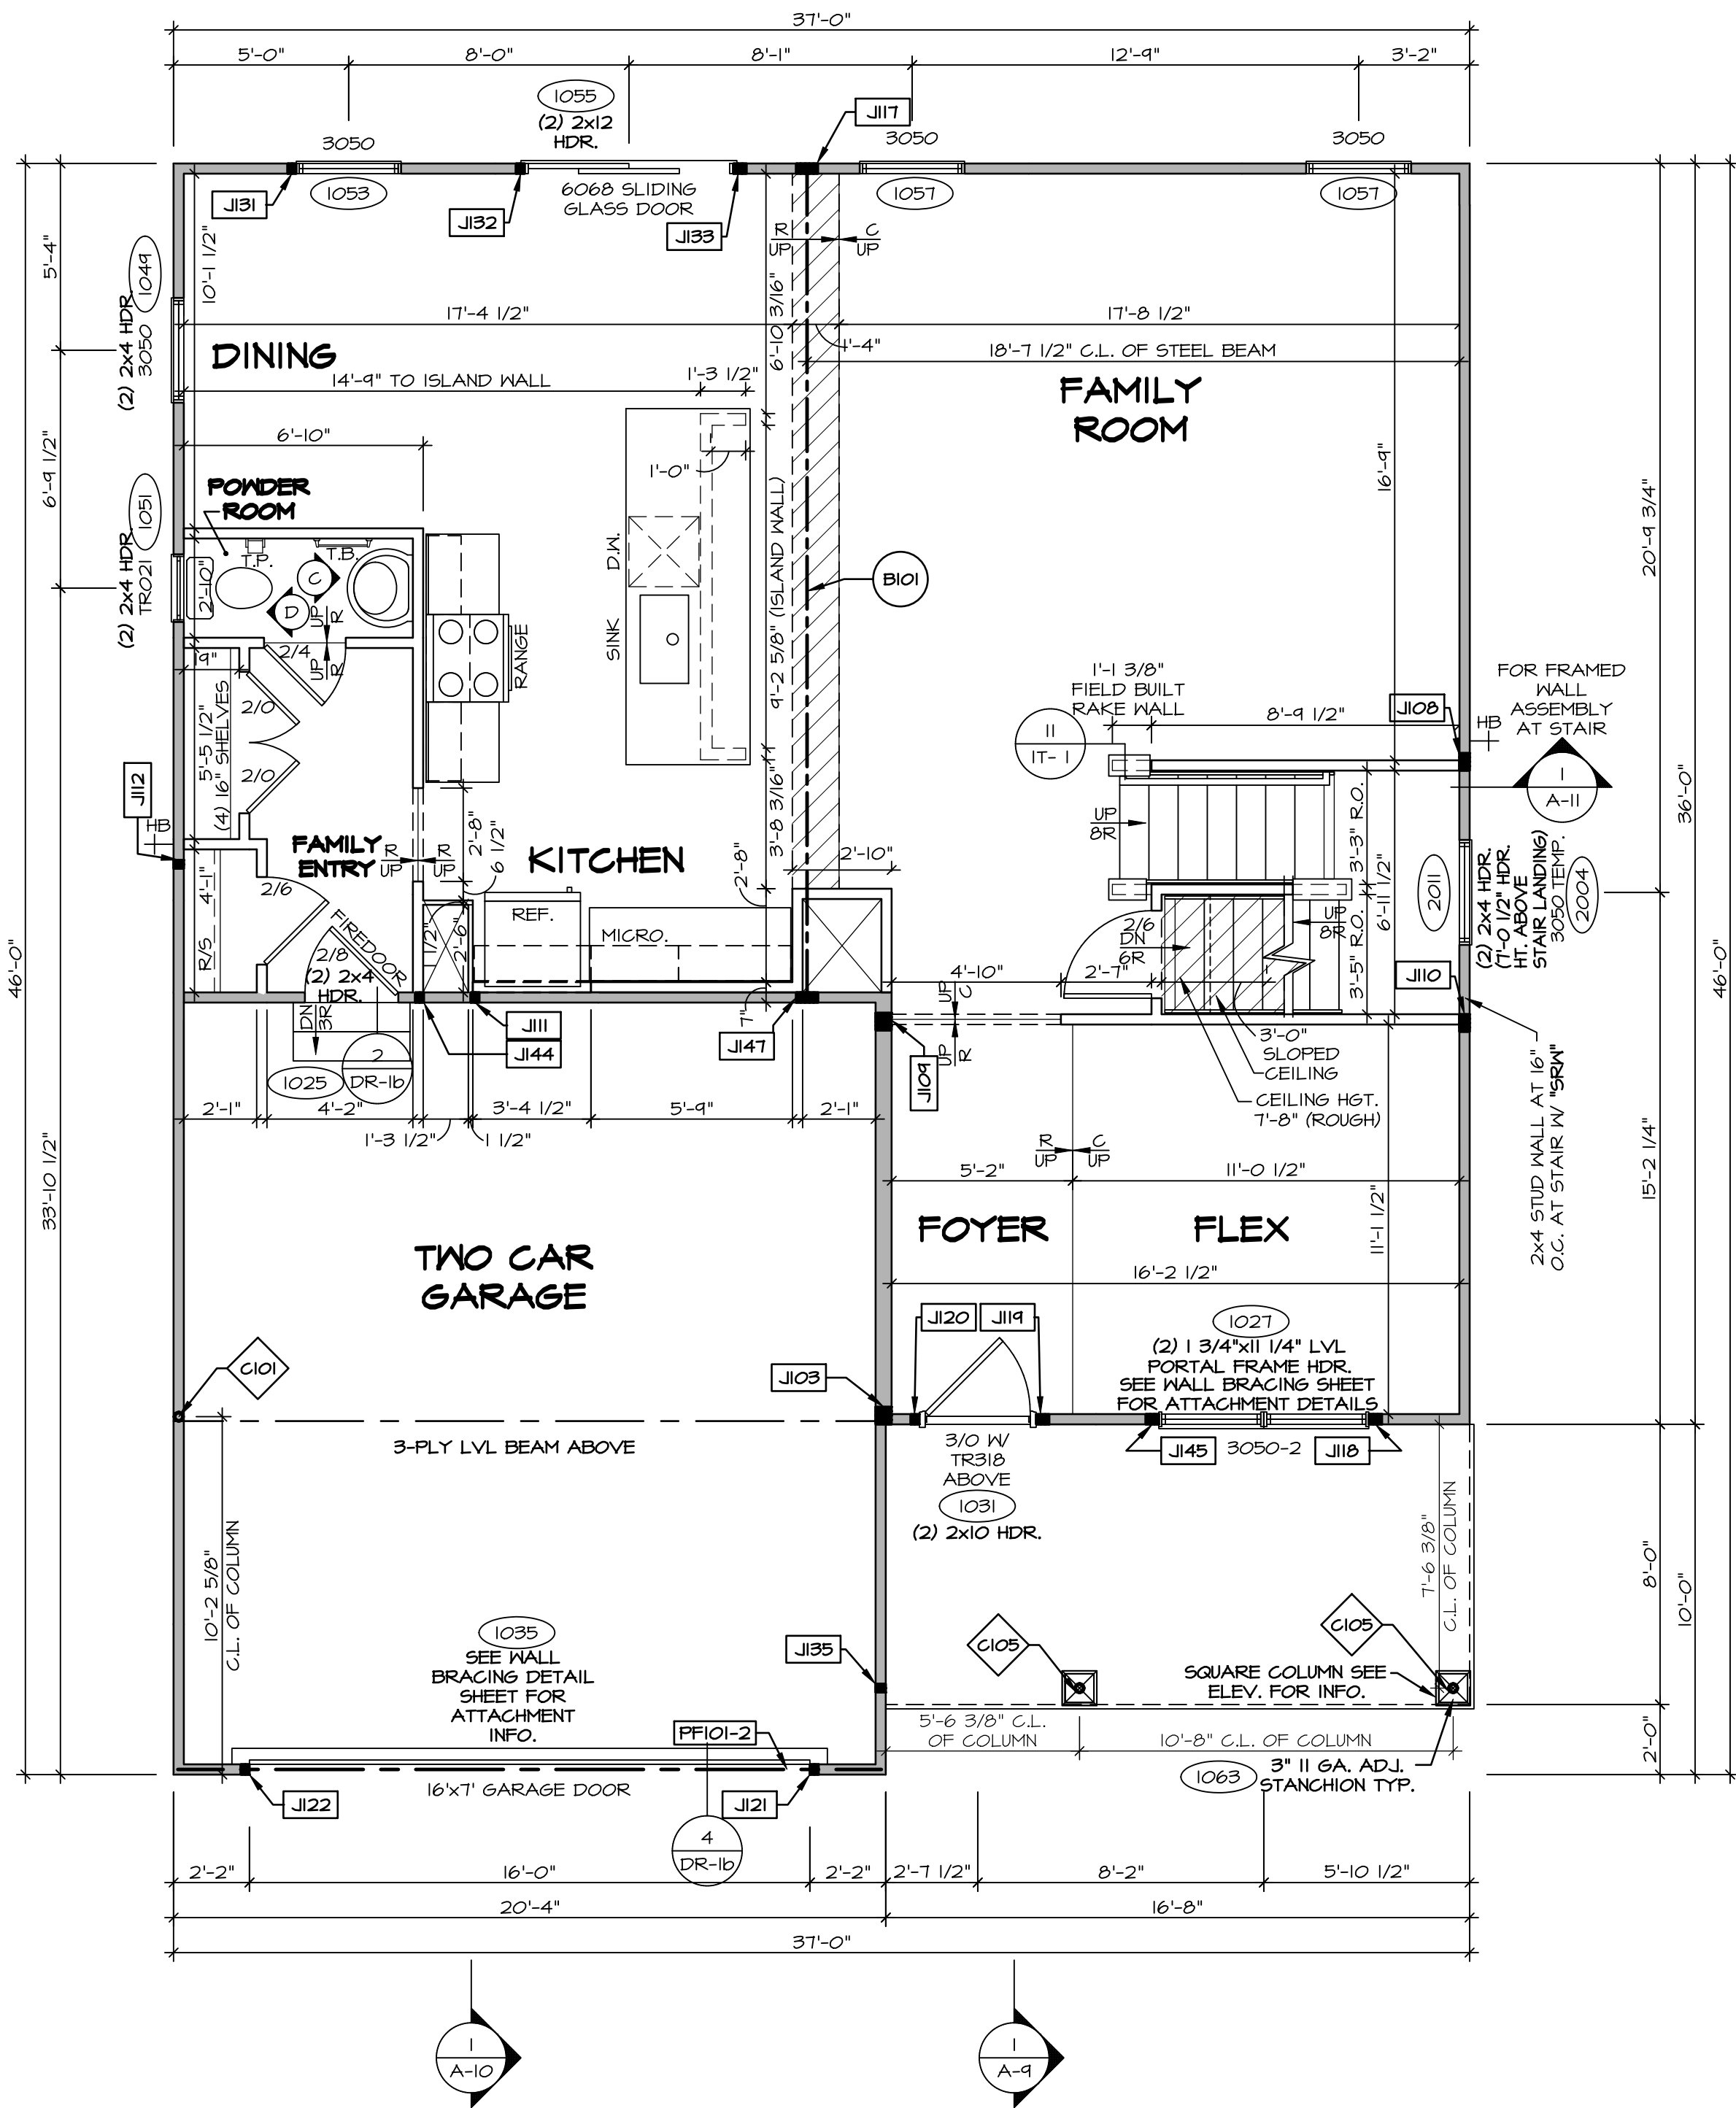 37'-0"
5'-0"
8'-0"
8'-1"
12'-9"
3'-2"
1055
(2) 2x12
HDR.
J117
3050
3050
3050
1053
6068 SLIDING
GLASS DOOR
1057
1057
J131
J132
J133
R
UP
C
UP
5'-4"
1049
(2) 2x4 HDR
3050
10'-1 1/2"
6'-10 3/16"
17'-4 1/2"
17'-8 1/2"
1'-4"
18'-7 1/2" C.L. OF STEEL BEAM
DINING
14'-9" TO ISLAND WALL
1'-3 1/2"
FAMILY
ROOM
6'-10"
6'-9 1/2"
1'-0"
16'-9"
POWDER
ROOM
1051
(2) 2x4 HDR
TR021
T.P.
T.B.
C
D
2'-10"
UP
R
UP
R
2/4
D.W.
SINK
RANGE
9'-2 5/8" (ISLAND WALL)
B101
20'-9 3/4"
19"
2/0
2/0
5'-5 1/2"
(4) 16" SHELVES
1'-1 3/8"
FIELD BUILT
RAKE WALL
8'-9 1/2"
J108
HB
FOR FRAMED
WALL
ASSEMBLY
AT STAIR
11
IT-1
1
A-11
36'-0"
J112
HB
FAMILY
ENTRY
R
UP
R
UP
2'-8"
6 1/2"
KITCHEN
3'-8 3/16"
2'-8"
2'-10"
UP
8R
3'-3" R.O.
6'-11 1/2"
3'-5" R.O.
2011
(2) 2x4 HDR.
(7'-0 1/2" HDR.
HT. ABOVE
STAIR LANDING)
3050 TEMP.
2004
4'-1"
R/S
2/6
FIREDOOR
2/8
(2) 2x4
HDR.
2'-6"
REF.
MICRO.
2/6
DN
6R
UP
8R
4'-10"
2'-7"
J110
46'-0"
46'-0"
DN
3R
2
DR-1b
1025
J111
J144
7"
J147
J109
UP
C
UP
R
3'-0"
SLOPED
CEILING
CEILING HGT.
7'-8" (ROUGH)
2'-1"
4'-2"
1'-3 1/2"
1 1/2"
3'-4 1/2"
5'-9"
2'-1"
2x4 STUD WALL AT 16"
O.C. AT STAIR W/ "SRW"
33'-10 1/2"
R
UP
C
UP
5'-2"
11'-0 1/2"
11'-1 1/2"
15'-2 1/4"
FOYER
FLEX
TWO CAR
GARAGE
16'-2 1/2"
J120
J119
1027
(2) 1 3/4"x11 1/4" LVL
PORTAL FRAME HDR.
SEE WALL BRACING SHEET
FOR ATTACHMENT DETAILS
C101
J103
3-PLY LVL BEAM ABOVE
3/0 W/
TR318
ABOVE
1031
(2) 2x10 HDR.
J145
3050-2
J118
10'-2 5/8"
C.L. OF COLUMN
7'-6 3/8"
C.L. OF COLUMN
8'-0"
10'-0"
2'-0"
1035
SEE WALL
BRACING DETAIL
SHEET FOR
ATTACHMENT
INFO.
J135
C105
C105
SQUARE COLUMN SEE
ELEV. FOR INFO.
PF101-2
5'-6 3/8" C.L.
OF COLUMN
10'-8" C.L. OF COLUMN
1063
3" 11 GA. ADJ.
STANCHION TYP.
16'x7' GARAGE DOOR
J122
J121
4
DR-1b
2'-2"
16'-0"
2'-2"
2'-7 1/2"
8'-2"
5'-10 1/2"
20'-4"
16'-8"
37'-0"
1
A-10
1
A-9